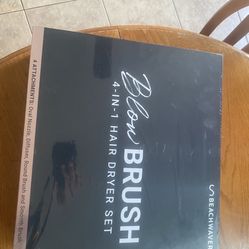 Blow
BRUSH
4-IN-1 HAIR DRYER SET
BEACHWAVER
4 ATTACHMENTS: Oval Nozzle, Diffuser, Round Brush and Smooth Brush